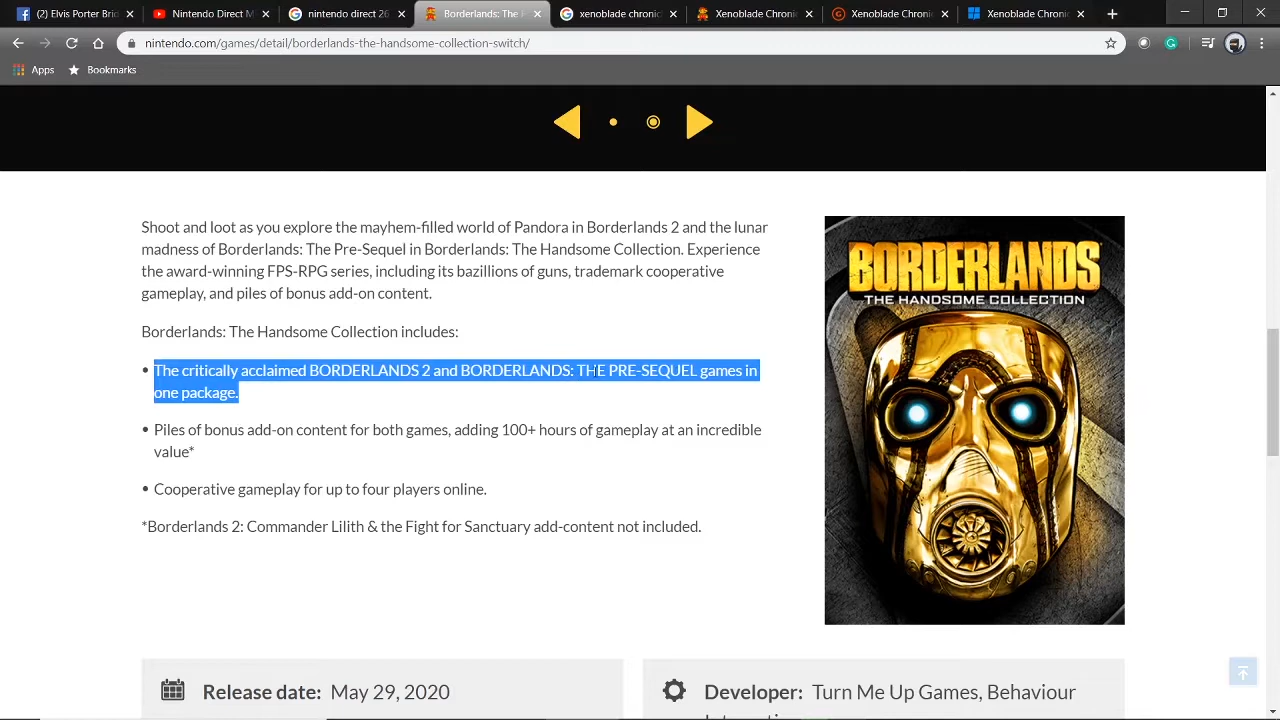 (2) Elvis Porter Brid
Nintendo Direct M
nintendo direct 26
Borderlands: The H
xenoblade chronic
Xenoblade Chronic
Xenoblade Chronic
Xenoblade Chronic
nintendo.com/games/detail/borderlands-the-handsome-collection-switch/
Apps
Bookmarks
Shoot and loot as you explore the mayhem-filled world of Pandora in Borderlands 2 and the lunar
madness of Borderlands: The Pre-Sequel in Borderlands: The Handsome Collection. Experience
the award-winning FPS-RPG series, including its bazillions of guns, trademark cooperative
gameplay, and piles of bonus add-on content.
Borderlands: The Handsome Collection includes:
• The critically acclaimed BORDERLANDS 2 and BORDERLANDS: THE PRE-SEQUEL games in
one package.
• Piles of bonus add-on content for both games, adding 100+ hours of gameplay at an incredible
value*
• Cooperative gameplay for up to four players online.
*Borderlands 2: Commander Lilith & the Fight for Sanctuary add-content not included.
BORDERLANDS
THE HANDSOME COLLECTION
Release date: May 29, 2020
Developer: Turn Me Up Games, Behaviour